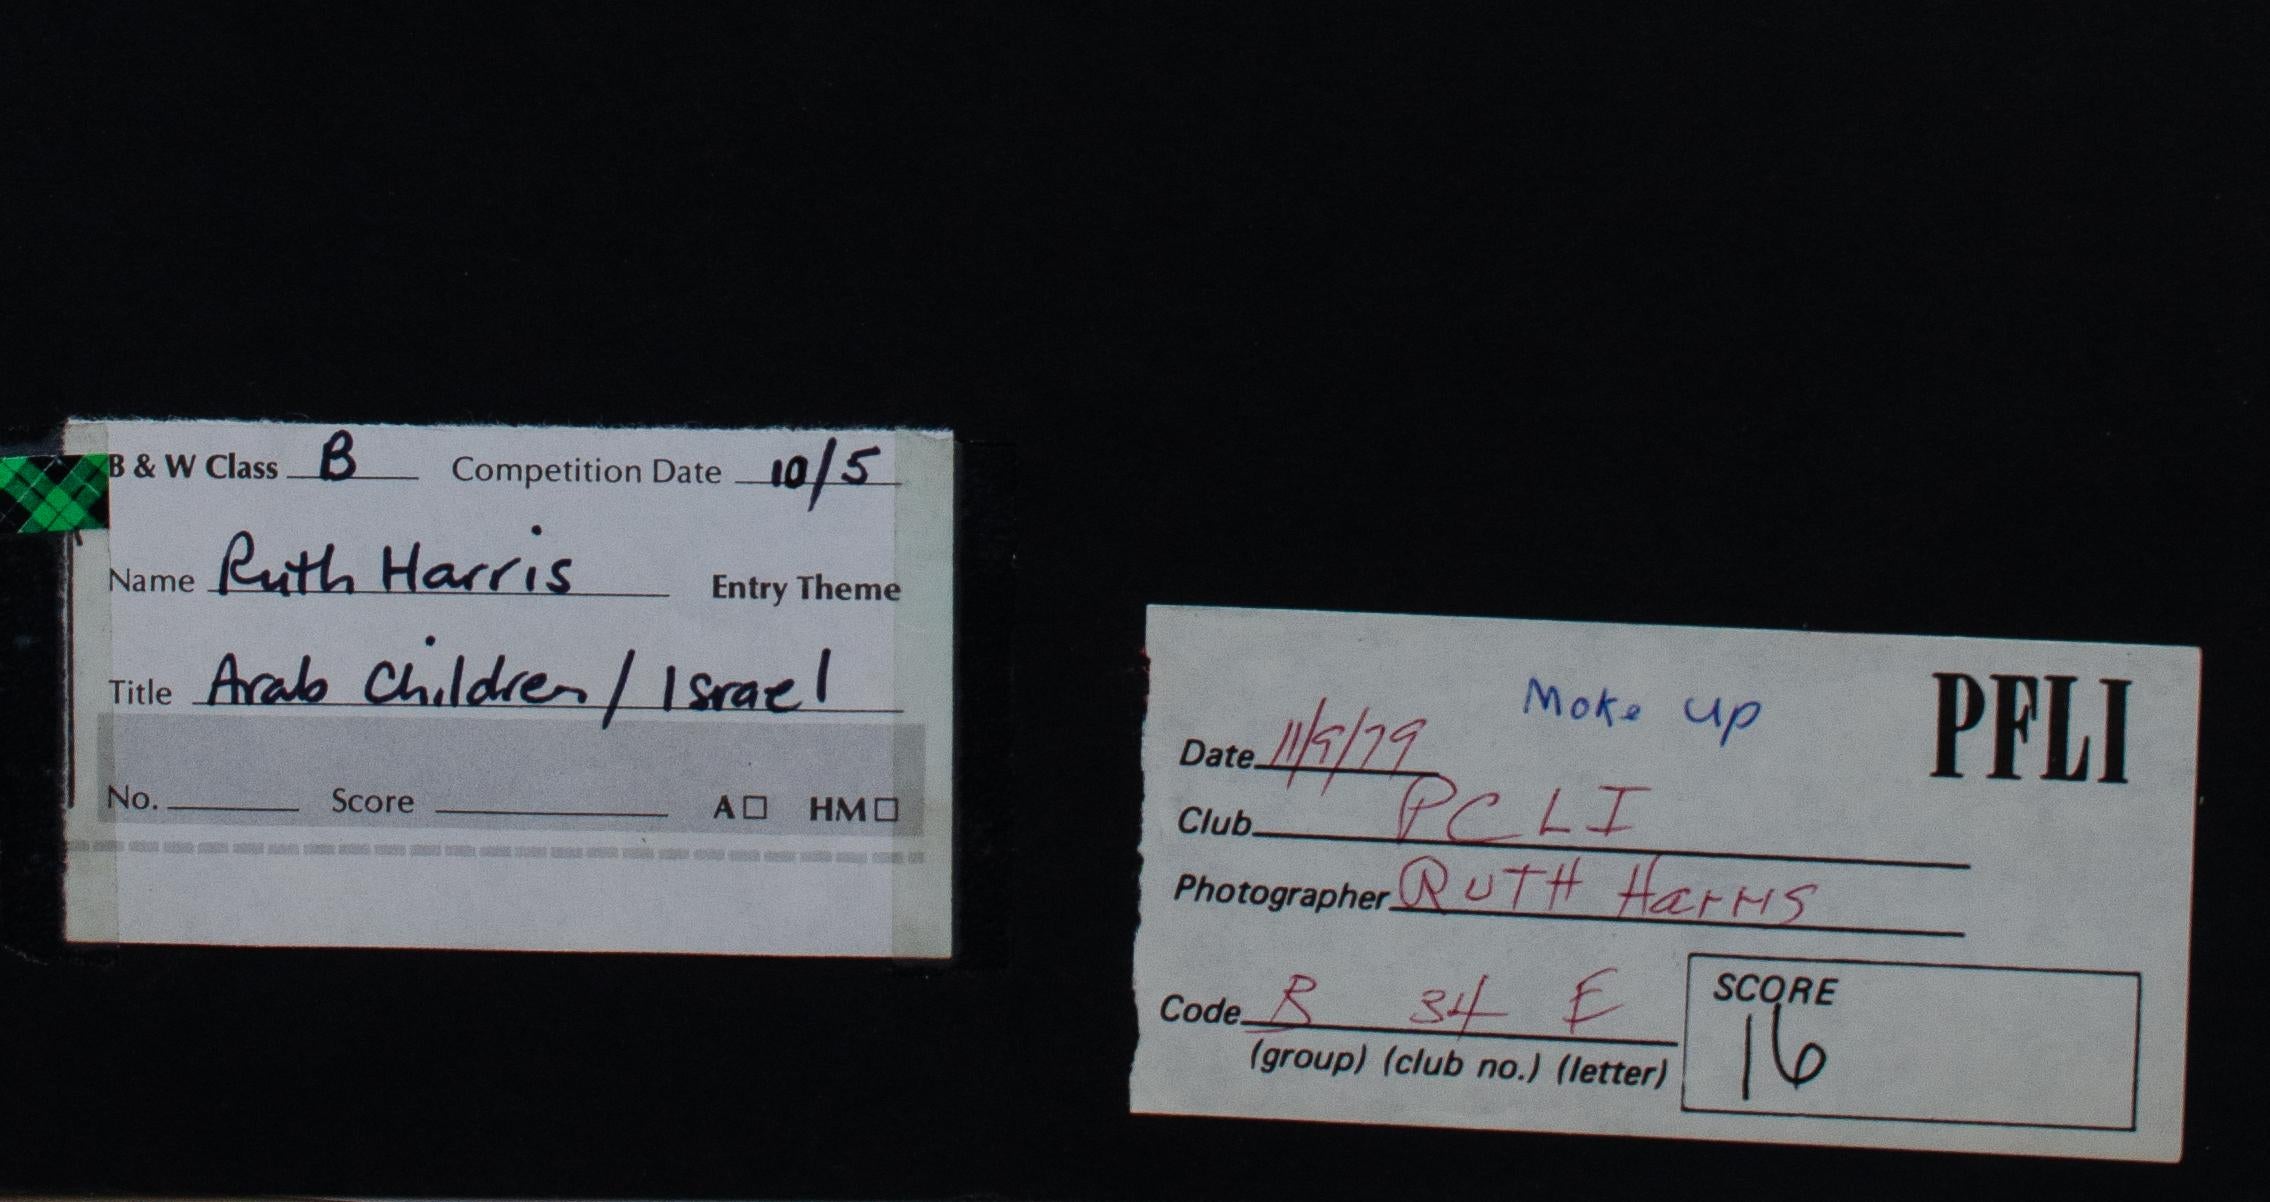 B & W Class B Competition Date 10/5
Name Ruth Harris Entry Theme
Title Arab Children / Israel
No. Score A □ HM □
Make up
PFLI
Date 11/9/79
Club PCLI
Photographer RUTH Harris
Code B 34 E
(group) (club no.) (letter)
SCORE
16